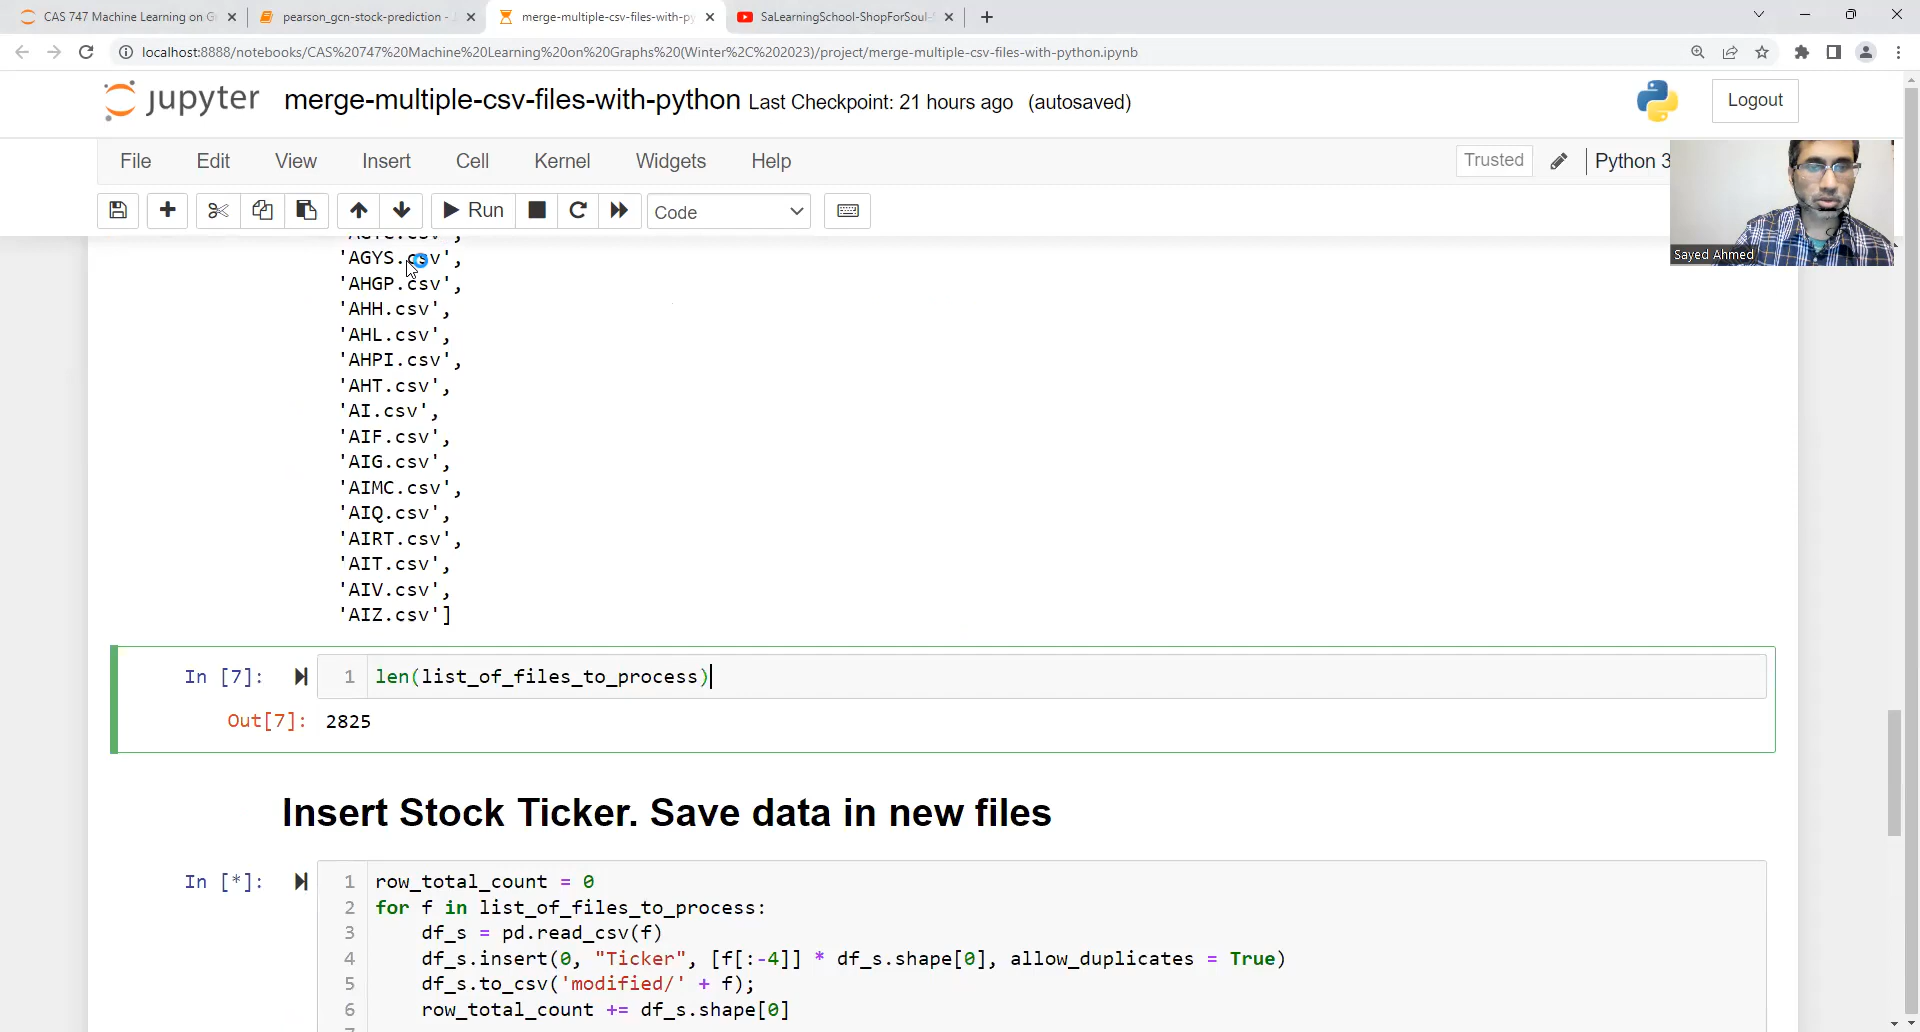 CAS 747 Machine Learning on G
pearson_gcn-stock-prediction -
merge-multiple-csv-files-with-py
SaLearningSchool-ShopForSoul-
localhost:8888/notebooks/CAS%20747%20Machine%20Learning%20on%20Graphs%20(Winter%2C%202023)/project/merge-multiple-csv-files-with-python.ipynb
jupyter merge-multiple-csv-files-with-python Last Checkpoint: 21 hours ago (autosaved)
Logout
File Edit View Insert Cell Kernel Widgets Help
Trusted
Python 3
Run
Code
Sayed Ahmed
'AGYS.csv',
'AHGP.csv',
'AHH.csv',
'AHL.csv',
'AHPI.csv',
'AHT.csv',
'AI.csv',
'AIF.csv',
'AIG.csv',
'AIMC.csv',
'AIQ.csv',
'AIRT.csv',
'AIT.csv',
'AIV.csv',
'AIZ.csv']
In [7]: 1 len(list_of_files_to_process)
Out[7]: 2825
Insert Stock Ticker. Save data in new files
In [*]: 1 row_total_count = 0
2 for f in list_of_files_to_process:
3 df_s = pd.read_csv(f)
4 df_s.insert(0, "Ticker", [f[:-4]] * df_s.shape[0], allow_duplicates = True)
5 df_s.to_csv('modified/' + f);
6 row_total_count += df_s.shape[0]